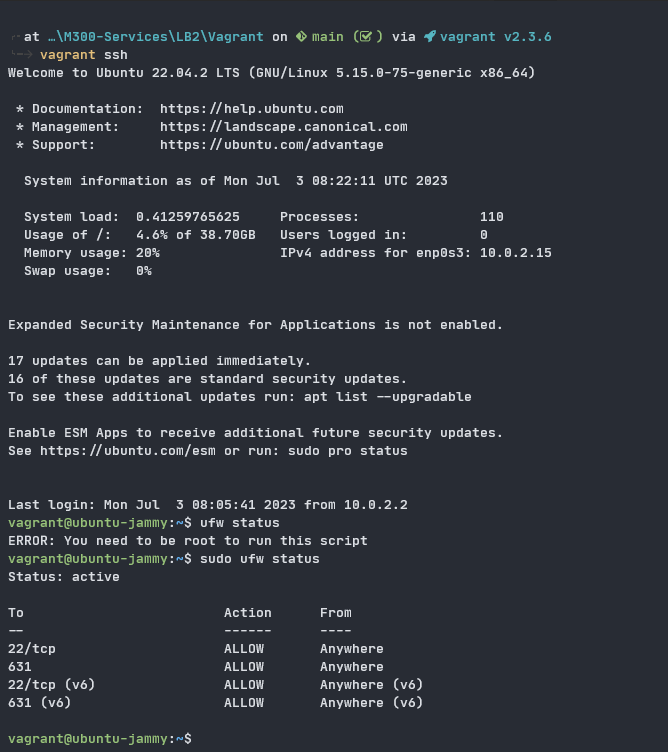 at …\M300-Services\LB2\Vagrant on main (☑) via 🚀 vagrant v2.3.6
vagrant ssh
Welcome to Ubuntu 22.04.2 LTS (GNU/Linux 5.15.0-75-generic x86_64)
* Documentation:  https://help.ubuntu.com
* Management:     https://landscape.canonical.com
* Support:        https://ubuntu.com/advantage
System information as of Mon Jul  3 08:22:11 UTC 2023
System load:  0.41259765625     Processes:               110
Usage of /:   4.6% of 38.70GB   Users logged in:         0
Memory usage: 20%               IPv4 address for enp0s3: 10.0.2.15
Swap usage:   0%
Expanded Security Maintenance for Applications is not enabled.
17 updates can be applied immediately.
16 of these updates are standard security updates.
To see these additional updates run: apt list --upgradable
Enable ESM Apps to receive additional future security updates.
See https://ubuntu.com/esm or run: sudo pro status
Last login: Mon Jul  3 08:05:41 2023 from 10.0.2.2
vagrant@ubuntu-jammy:~$ ufw status
ERROR: You need to be root to run this script
vagrant@ubuntu-jammy:~$ sudo ufw status
Status: active
To                         Action      From
--                         ------      ----
22/tcp                     ALLOW       Anywhere
631                        ALLOW       Anywhere
22/tcp (v6)                ALLOW       Anywhere (v6)
631 (v6)                   ALLOW       Anywhere (v6)
vagrant@ubuntu-jammy:~$